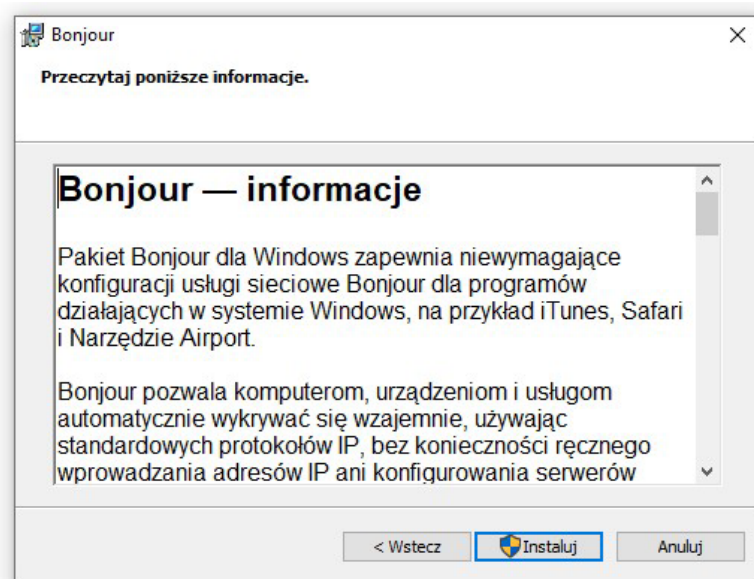 Bonjour
Przeczytaj poniższe informacje.
Bonjour — informacje
Pakiet Bonjour dla Windows zapewnia niewymagające
konfiguracji usługi sieciowe Bonjour dla programów
działających w systemie Windows, na przykład iTunes, Safari
i Narzędzie Airport.
Bonjour pozwala komputerom, urządzeniom i usługom
automatycznie wykrywać się wzajemnie, używając
standardowych protokołów IP, bez konieczności ręcznego
wprowadzania adresów IP ani konfigurowania serwerów
< Wstecz
Instaluj
Anuluj